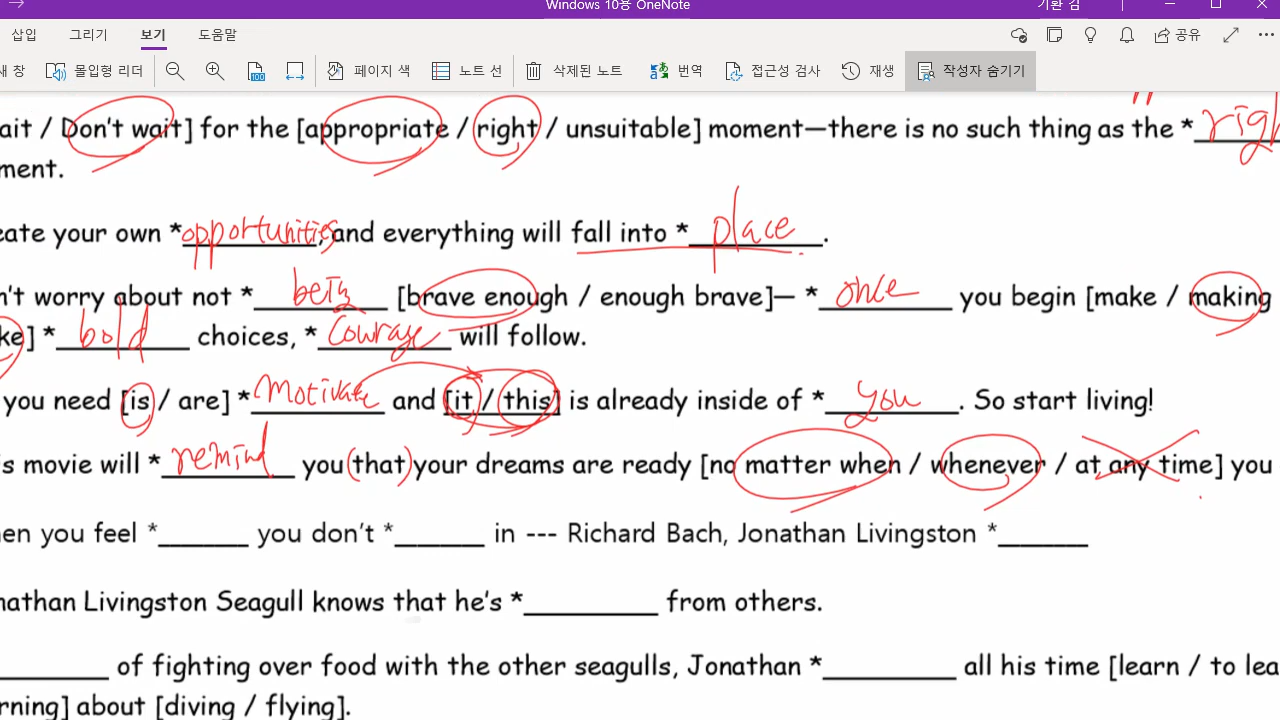 Windows 10용 OneNote 기환 김
삽입 그리기 보기 도움말 공유
새 창 몰입형 리더 페이지 색 노트 선 삭제된 노트 번역 접근성 검사 재생 작성자 숨기기
ait / Don't wait] for the [appropriate / right / unsuitable] moment—there is no such thing as the *righ
ment.
eate your own *opportunities, and everything will fall into *place.
n't worry about not *being [brave enough / enough brave]— *once you begin [make / making
ke] *bold choices, *courage will follow.
you need [is / are] *motivate and [it / this] is already inside of *you. So start living!
s movie will *remind you (that) your dreams are ready [no matter when / whenever / at any time] you
en you feel *________ you don't *________ in --- Richard Bach, Jonathan Livingston *________
nathan Livingston Seagull knows that he's *_________ from others.
________ of fighting over food with the other seagulls, Jonathan *_________ all his time [learn / to lea
rning] about [diving / flying].